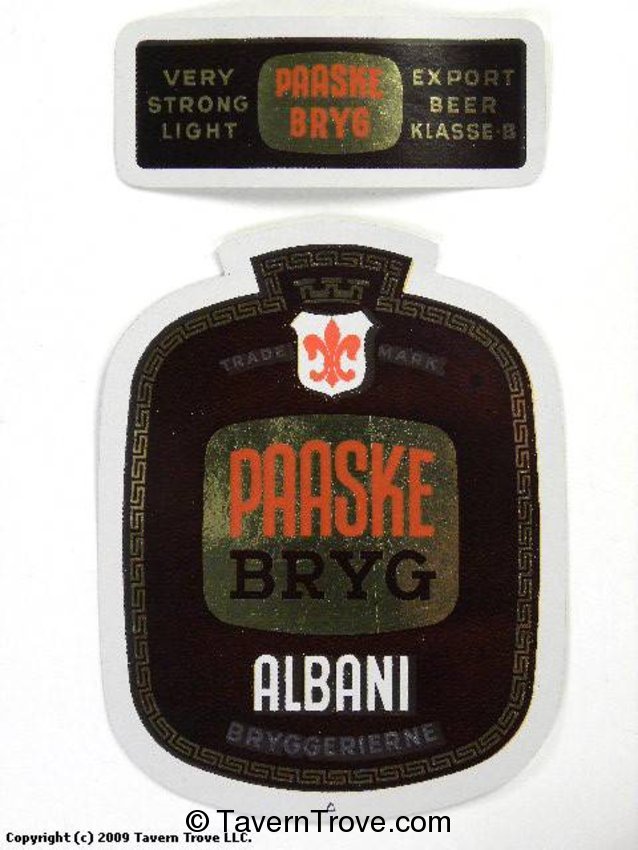 VERY
STRONG
LIGHT
PAASKE
BRYG
EXPORT
BEER
KLASSE·B
TRADE MARK
PAASKE
BRYG
ALBANI
BRYGGERIERNE
© TavernTrove.com
Copyright (c) 2009 Tavern Trove LLC.